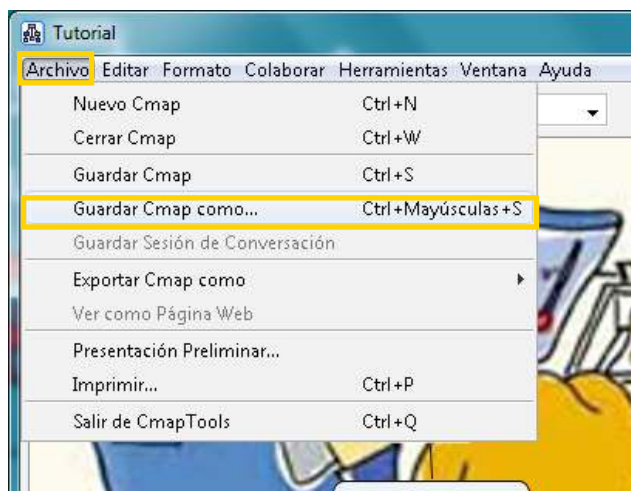 Tutorial
Archivo Editar Formato Colaborar Herramientas Ventana Ayuda
Nuevo Cmap Ctrl+N
Cerrar Cmap Ctrl+W
Guardar Cmap Ctrl+S
Guardar Cmap como... Ctrl+Mayúsculas+S
Guardar Sesión de Conversación
Exportar Cmap como
Ver como Página Web
Presentación Preliminar...
Imprimir... Ctrl+P
Salir de CmapTools Ctrl+Q